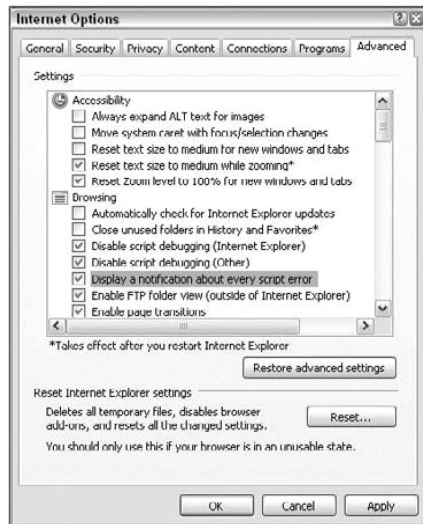 Internet Options
General Security Privacy Content Connections Programs Advanced
Settings
Accessibility
Always expand ALT text for images
Move system caret with focus/selection changes
Reset text size to medium for new windows and tabs
Reset text size to medium while zooming*
Reset Zoom level to 100% for new windows and tabs
Browsing
Automatically check for Internet Explorer updates
Close unused folders in History and Favorites*
Disable script debugging (Internet Explorer)
Disable script debugging (Other)
Display a notification about every script error
Enable FTP folder view (outside of Internet Explorer)
Enable page transitions
*Takes effect after you restart Internet Explorer
Restore advanced settings
Reset Internet Explorer settings
Deletes all temporary files, disables browser
add-ons, and resets all the changed settings.
Reset...
You should only use this if your browser is in an unusable state.
OK Cancel Apply